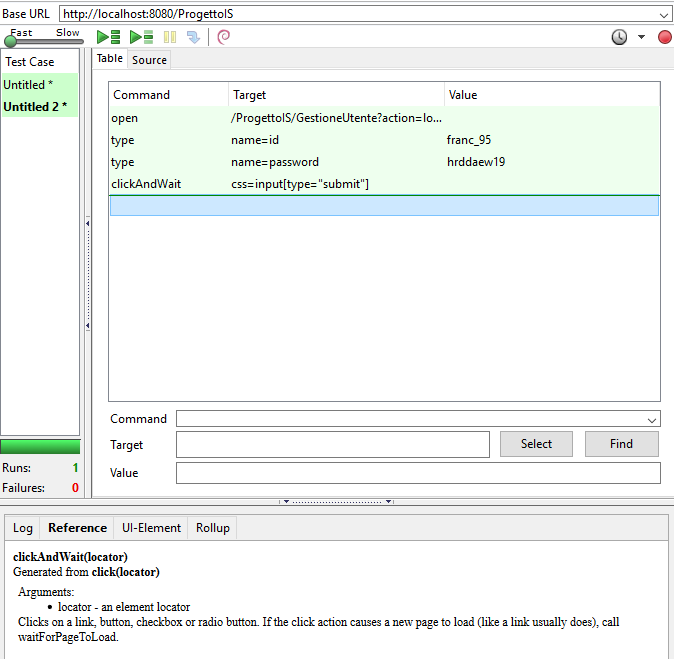 Base URL http://localhost:8080/ProgettoIS
Fast Slow
Test Case
Untitled *
Untitled 2 *
Table Source
Command Target Value
open /ProgettoIS/GestioneUtente?action=lo...
type name=id franc_95
type name=password hrddaew19
clickAndWait css=input[type="submit"]
Command
Target Select Find
Value
Runs: 1
Failures: 0
Log Reference UI-Element Rollup
clickAndWait(locator)
Generated from click(locator)
Arguments:
• locator - an element locator
Clicks on a link, button, checkbox or radio button. If the click action causes a new page to load (like a link usually does), call
waitForPageToLoad.